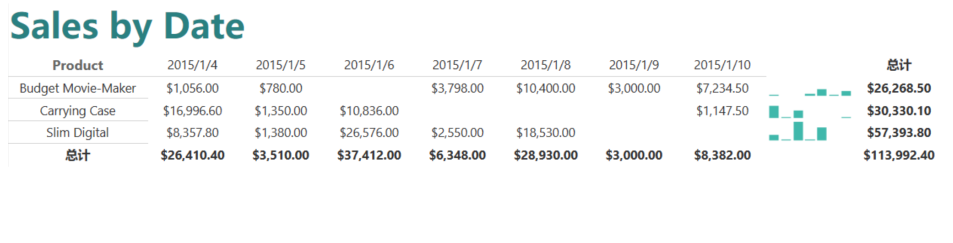 Sales by Date
Product 2015/1/4 2015/1/5 2015/1/6 2015/1/7 2015/1/8 2015/1/9 2015/1/10 总计
Budget Movie-Maker $1,056.00 $780.00 $3,798.00 $10,400.00 $3,000.00 $7,234.50 $26,268.50
Carrying Case $16,996.60 $1,350.00 $10,836.00 $1,147.50 $30,330.10
Slim Digital $8,357.80 $1,380.00 $26,576.00 $2,550.00 $18,530.00 $57,393.80
总计 $26,410.40 $3,510.00 $37,412.00 $6,348.00 $28,930.00 $3,000.00 $8,382.00 $113,992.40